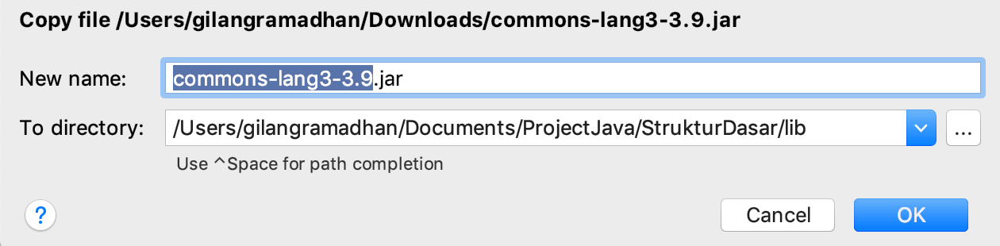 Copy file /Users/gilangramadhan/Downloads/commons-lang3-3.9.jar
New name: commons-lang3-3.9.jar
To directory: /Users/gilangramadhan/Documents/ProjectJava/StrukturDasar/lib ...
Use ^Space for path completion
? Cancel OK